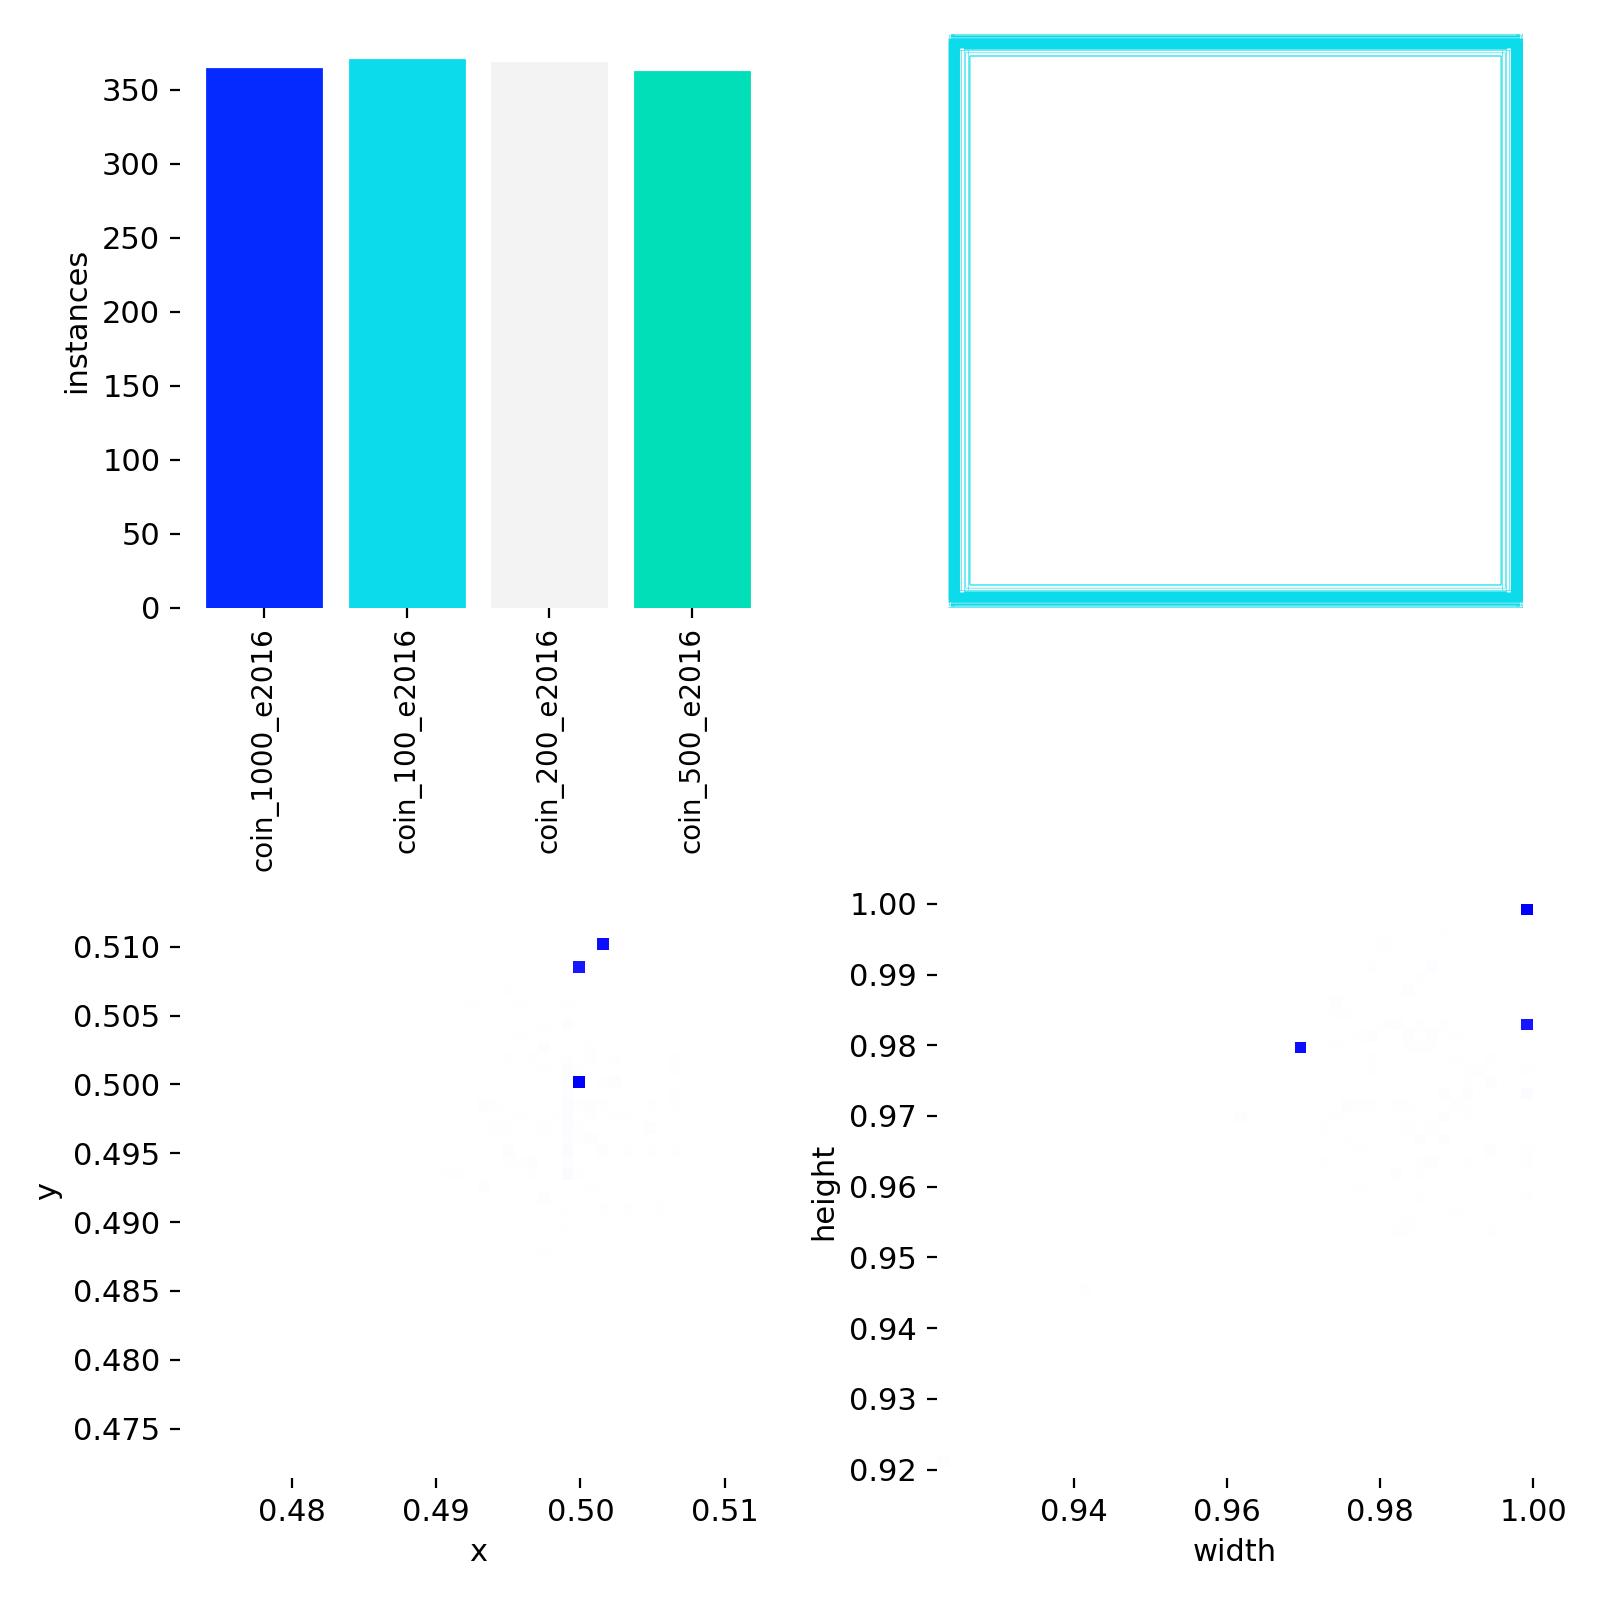 350
300
250
200
150
100
50
0
instances
coin_1000_e2016
coin_100_e2016
coin_200_e2016
coin_500_e2016
0.510
0.505
0.500
0.495
0.490
0.485
0.480
0.475
y
0.48 0.49 0.50 0.51
x
1.00
0.99
0.98
0.97
0.96
0.95
0.94
0.93
0.92
height
0.94 0.96 0.98 1.00
width